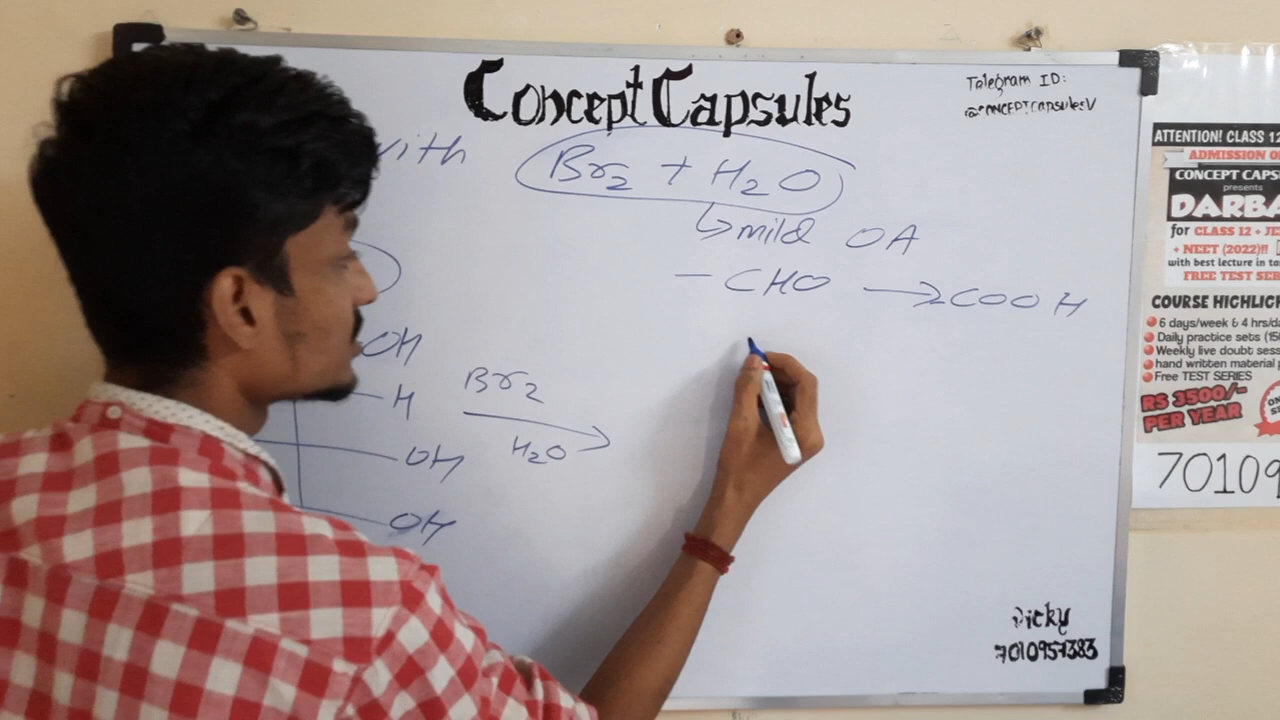 Concept Capsules
Telegram ID:
@CONCEPTCapsulesV
with Br2 + H2O
↳ mild OA
— CHO → COOH
OH
H
OH
OH
Br2
H2O
Vicky
7010957383
ATTENTION! CLASS 12
ADMISSION O
CONCEPT CAPS
presents
DARBA
for CLASS 12 + JE
+ NEET (2022)!!
with best lecture in ta
FREE TEST SER
COURSE HIGHLIGH
6 days/week & 4 hrs/da
Daily practice sets (15
Weekly live doubt sess
hand written material p
Free TEST SERIES
RS 3500/-
PER YEAR
70109